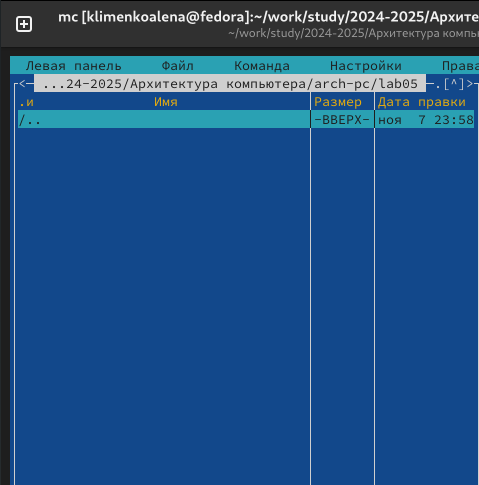 mc [klimenkoalena@fedora]:~/work/study/2024-2025/Архите
~/work/study/2024-2025/Архитектура компь
Левая панель Файл Команда Настройки Права
<— ...24-2025/Архитектура компьютера/arch-pc/lab05 —.[^]>
.и Имя Размер Дата правки
/.. -ВВЕРХ- ноя 7 23:58